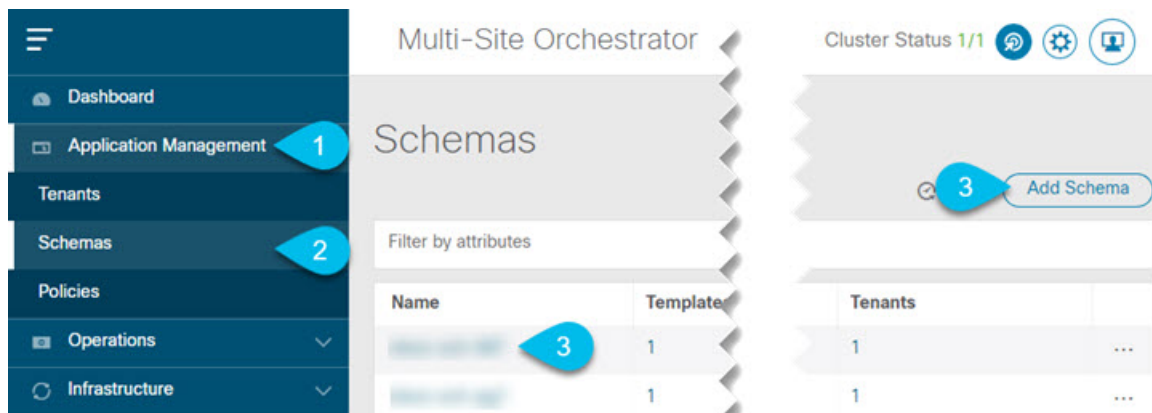 Multi-Site Orchestrator
Cluster Status 1/1
Dashboard
Application Management
1
Tenants
Schemas
2
Policies
Operations
Infrastructure
Schemas
3
Add Schema
Filter by attributes
Name Templates Tenants
3 1 1 ...
1 1 ...